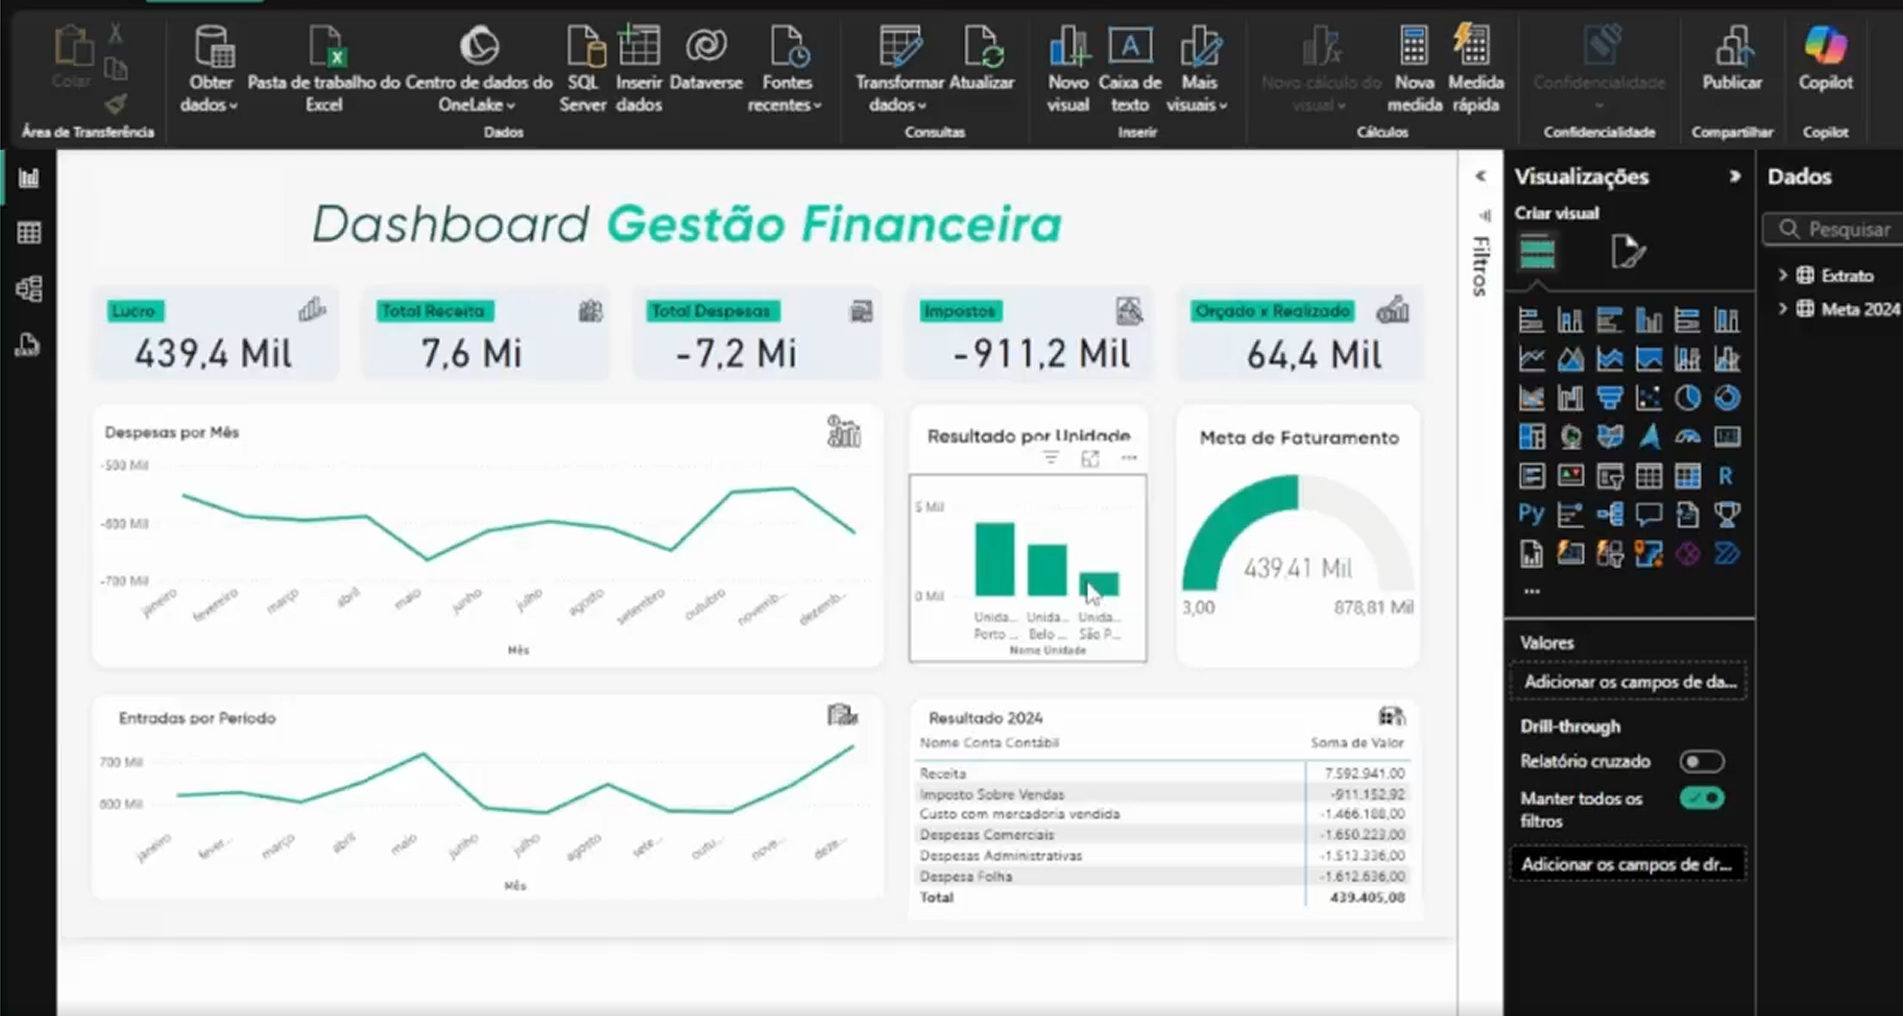 Colar
Obter dados
Pasta de trabalho do Excel
Centro de dados do OneLake
SQL Server
Inserir dados
Dataverse
Fontes recentes
Transformar dados
Atualizar
Novo visual
Caixa de texto
Mais visuais
Novo cálculo do visual
Nova medida
Medida rápida
Confidencialidade
Publicar
Copilot
Área de Transferência
Dados
Consultas
Inserir
Cálculos
Confidencialidade
Compartilhar
Copilot
Dashboard Gestão Financeira
Lucro
439,4 Mil
Total Receita
7,6 Mi
Total Despesas
-7,2 Mi
Impostos
-911,2 Mil
Orçado x Realizado
64,4 Mil
Despesas por Mês
-500 Mil
-600 Mil
-700 Mil
janeiro
fevereiro
março
abril
maio
junho
julho
agosto
setembro
outubro
novemb...
dezemb...
Mês
Resultado por Unidade
5 Mil
0 Mil
Unida... Porto ...
Unida... Belo ...
Unida... São P...
Nome Unidade
Meta de Faturamento
439,41 Mil
3,00
878,81 Mil
Entradas por Período
700 Mil
600 Mil
janeiro
fever...
março
abril
maio
junho
julho
agosto
sete...
outu...
nove...
deze...
Mês
Resultado 2024
Nome Conta Contábil Soma de Valor
Receita 7.592.941,00
Imposto Sobre Vendas -911.152,92
Custo com mercadoria vendida -1.466.188,00
Despesas Comerciais -1.650.223,00
Despesas Administrativas -1.513.336,00
Despesa Folha -1.612.636,00
Total 439.405,08
Filtros
Visualizações
Criar visual
R
Py
Valores
Adicionar os campos de da...
Drill-through
Relatório cruzado
Manter todos os
filtros
Adicionar os campos de dr...
Dados
Pesquisar
Extrato
Meta 2024